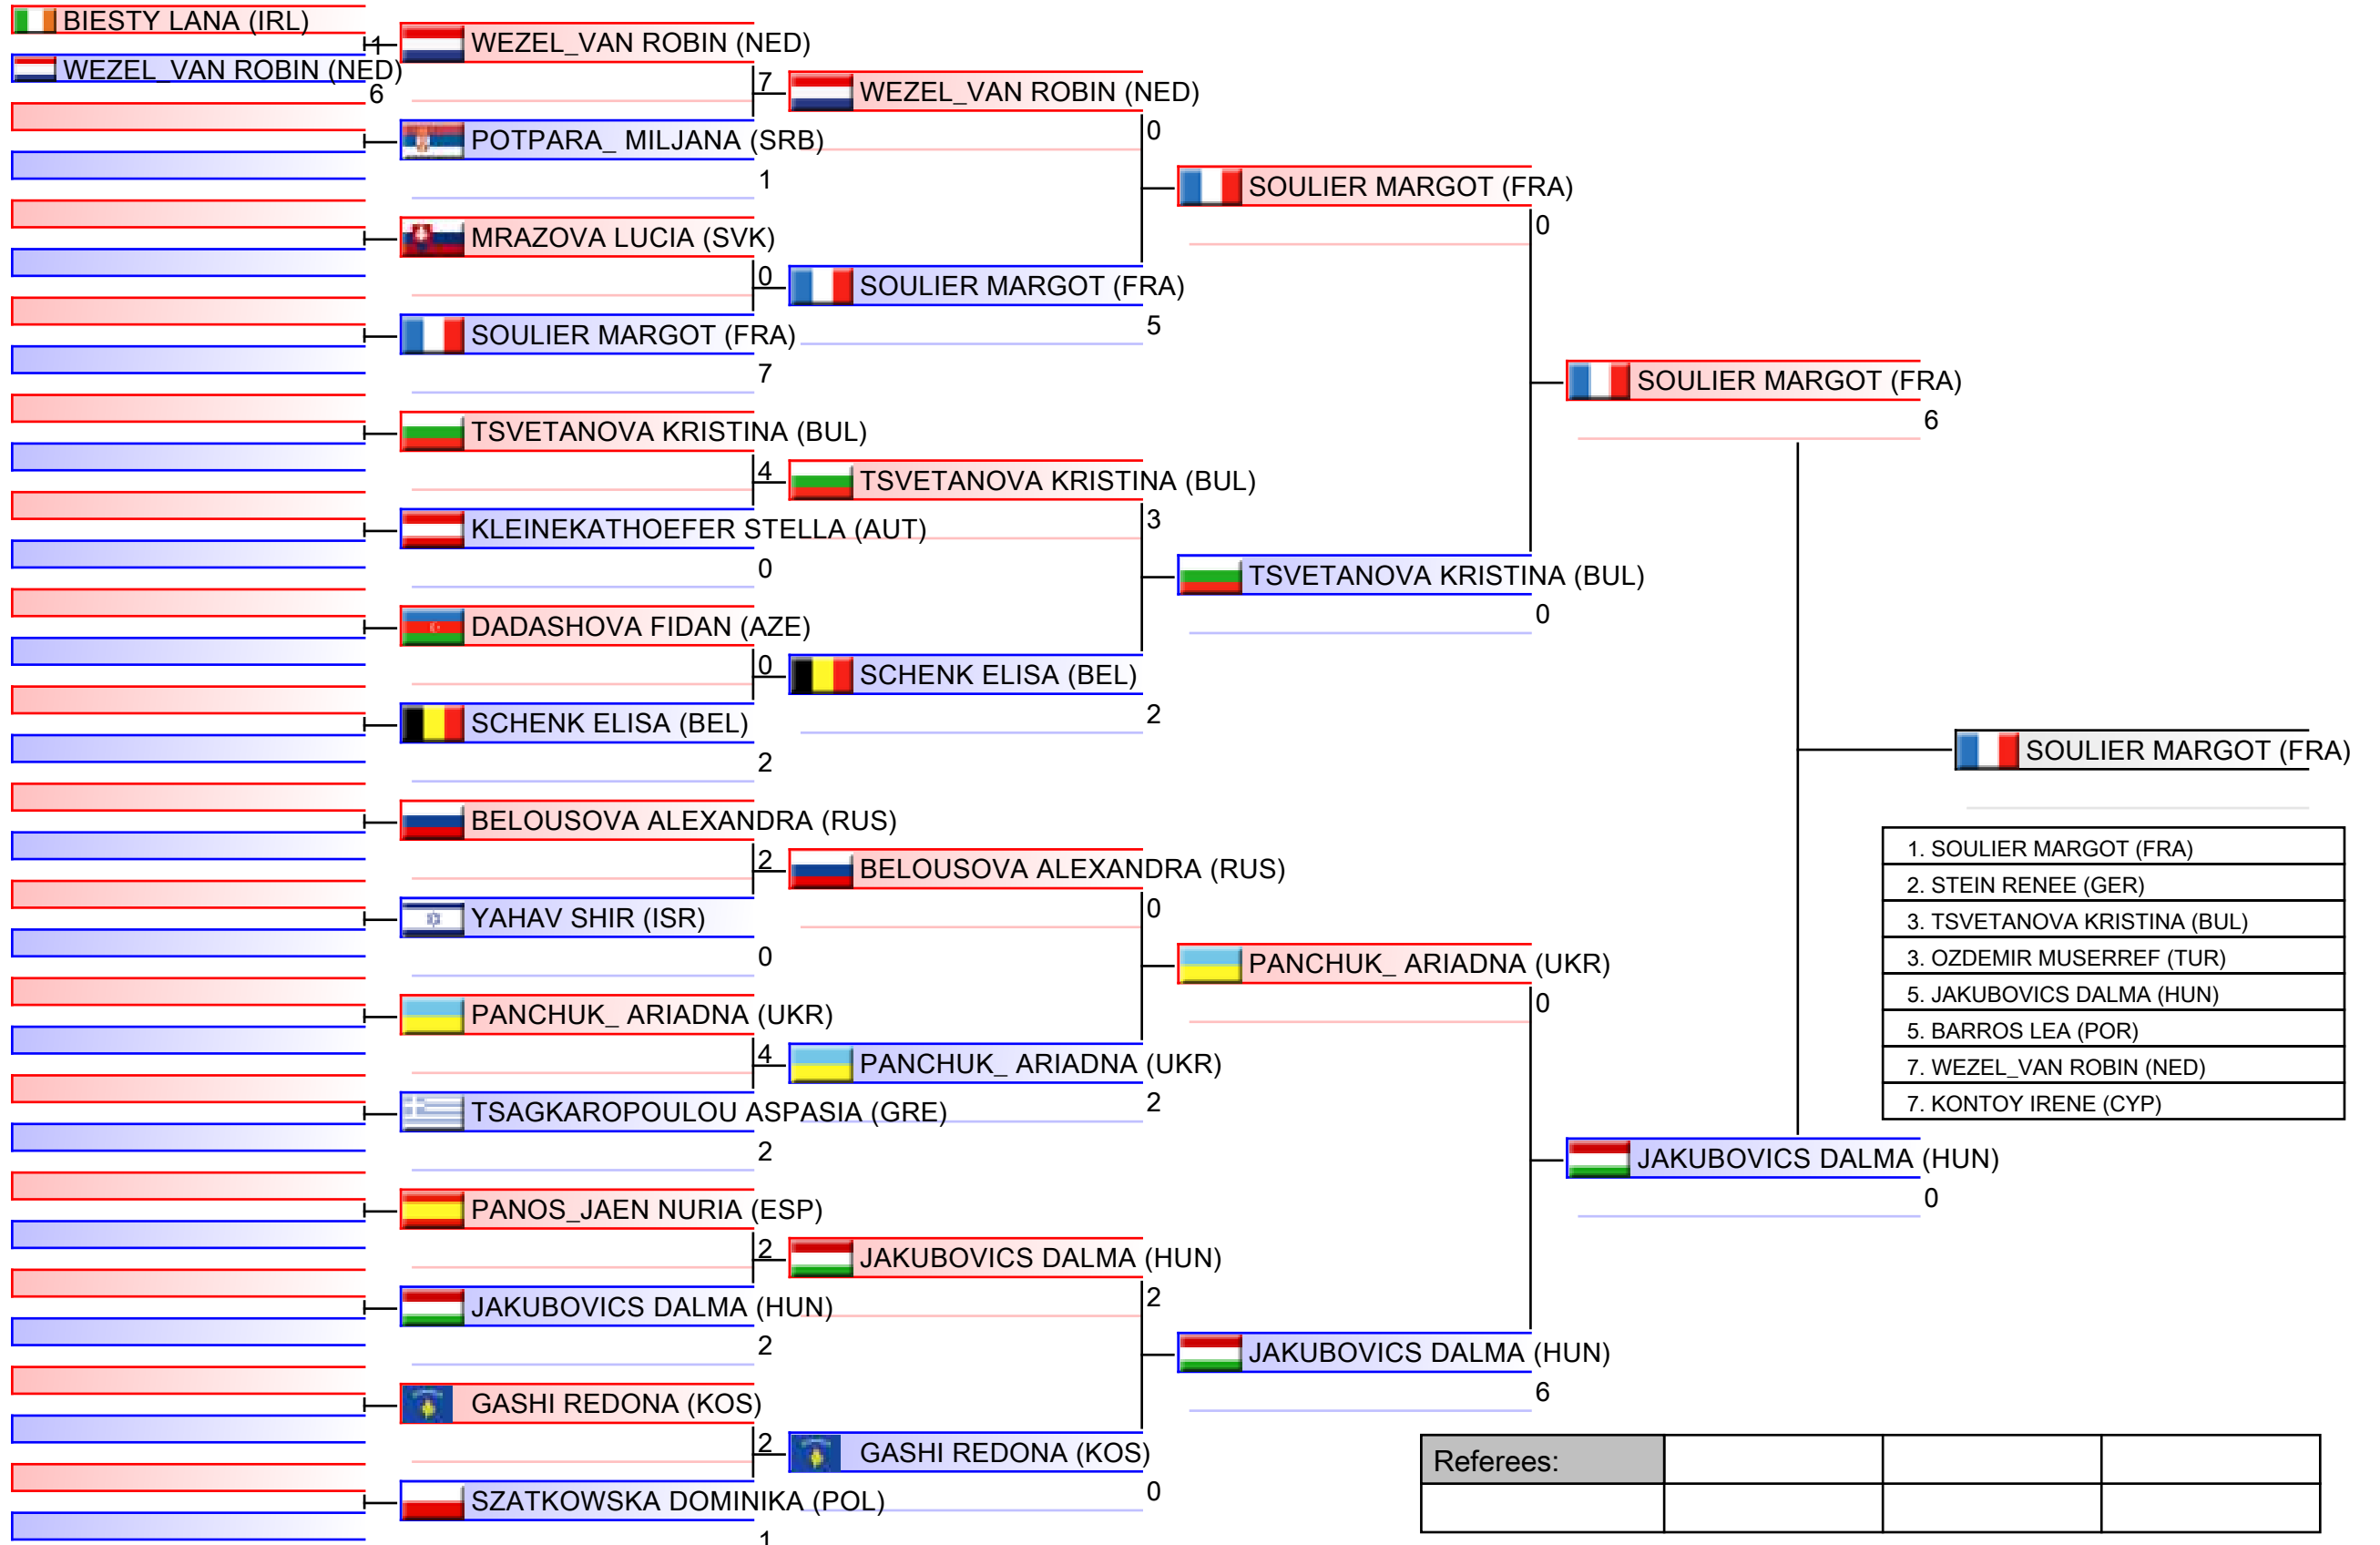 BIESTY LANA (IRL)
1
WEZEL_VAN ROBIN (NED)
6
WEZEL_VAN ROBIN (NED)
7
POTPARA_ MILJANA (SRB)
1
MRAZOVA LUCIA (SVK)
0
SOULIER MARGOT (FRA)
7
TSVETANOVA KRISTINA (BUL)
4
KLEINEKATHOEFER STELLA (AUT)
0
DADASHOVA FIDAN (AZE)
0
SCHENK ELISA (BEL)
2
BELOUSOVA ALEXANDRA (RUS)
2
YAHAV SHIR (ISR)
0
PANCHUK_ ARIADNA (UKR)
4
TSAGKAROPOULOU ASPASIA (GRE)
2
PANOS_JAEN NURIA (ESP)
2
JAKUBOVICS DALMA (HUN)
2
GASHI REDONA (KOS)
2
SZATKOWSKA DOMINIKA (POL)
1
WEZEL_VAN ROBIN (NED)
0
SOULIER MARGOT (FRA)
5
TSVETANOVA KRISTINA (BUL)
3
SCHENK ELISA (BEL)
2
BELOUSOVA ALEXANDRA (RUS)
0
PANCHUK_ ARIADNA (UKR)
2
JAKUBOVICS DALMA (HUN)
2
GASHI REDONA (KOS)
0
SOULIER MARGOT (FRA)
0
TSVETANOVA KRISTINA (BUL)
0
PANCHUK_ ARIADNA (UKR)
0
JAKUBOVICS DALMA (HUN)
6
SOULIER MARGOT (FRA)
6
JAKUBOVICS DALMA (HUN)
0
SOULIER MARGOT (FRA)
1. SOULIER MARGOT (FRA)
2. STEIN RENEE (GER)
3. TSVETANOVA KRISTINA (BUL)
3. OZDEMIR MUSERREF (TUR)
5. JAKUBOVICS DALMA (HUN)
5. BARROS LEA (POR)
7. WEZEL_VAN ROBIN (NED)
7. KONTOY IRENE (CYP)
Referees: